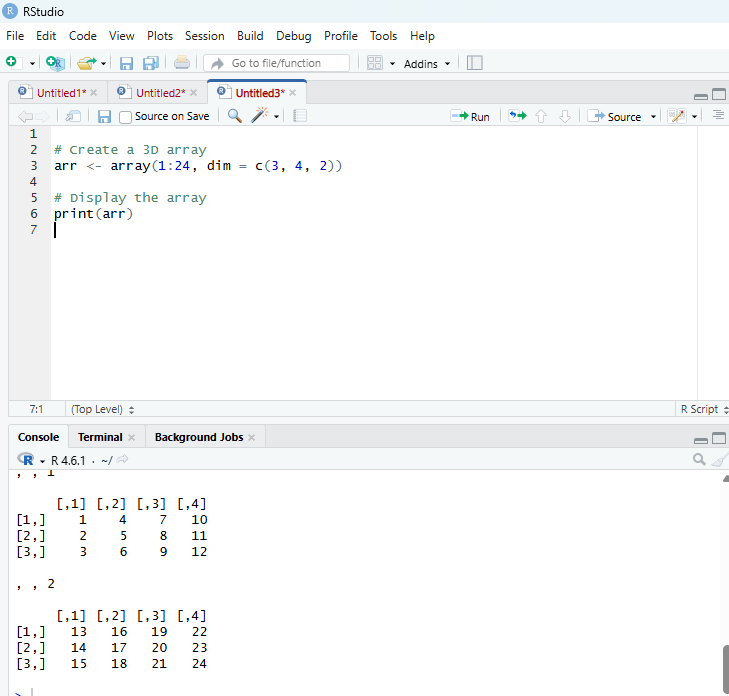 RStudio
File Edit Code View Plots Session Build Debug Profile Tools Help
Go to file/function Addins
Untitled1* Untitled2* Untitled3*
Source on Save Run Source
1
2 # Create a 3D array
3 arr <- array(1:24, dim = c(3, 4, 2))
4
5 # Display the array
6 print(arr)
7
7:1 (Top Level) R Script
Console Terminal Background Jobs
R 4.6.1 · ~/
, , 1
[,1] [,2] [,3] [,4]
[1,] 1 4 7 10
[2,] 2 5 8 11
[3,] 3 6 9 12
, , 2
[,1] [,2] [,3] [,4]
[1,] 13 16 19 22
[2,] 14 17 20 23
[3,] 15 18 21 24
>